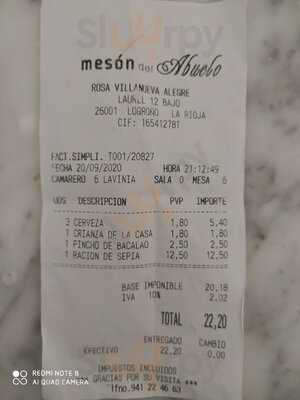 Sluurpy
mesón del Abuelo
ROSA VILLANUEVA ALEGRE
LAUREL 12 BAJO
26001 LOGROÑO LA RIOJA
CIF: 16541278T
FACT.SIMPLI. T001/20827
FECHA 20/09/2020 HORA 21:12:49
CAMARERO 6 LAVINIA SALA 0 MESA 6
UDS DESCRIPCION PVP IMPORTE
3 CERVEZA 1,80 5,40
1 CRIANZA DE LA CASA 1,80 1,80
1 PINCHO DE BACALAO 2,50 2,50
1 RACION DE SEPIA 12,50 12,50
BASE IMPONIBLE 20,18
IVA 10% 2,02
TOTAL 22,20
ENTREGADO CAMBIO
EFECTIVO 22,20 0,00
IMPUESTOS INCLUIDOS
GRACIAS POR SU VISITA ***
Tfno.941 22 46 63
REDMI NOTE 8
AI QUAD CAMERA